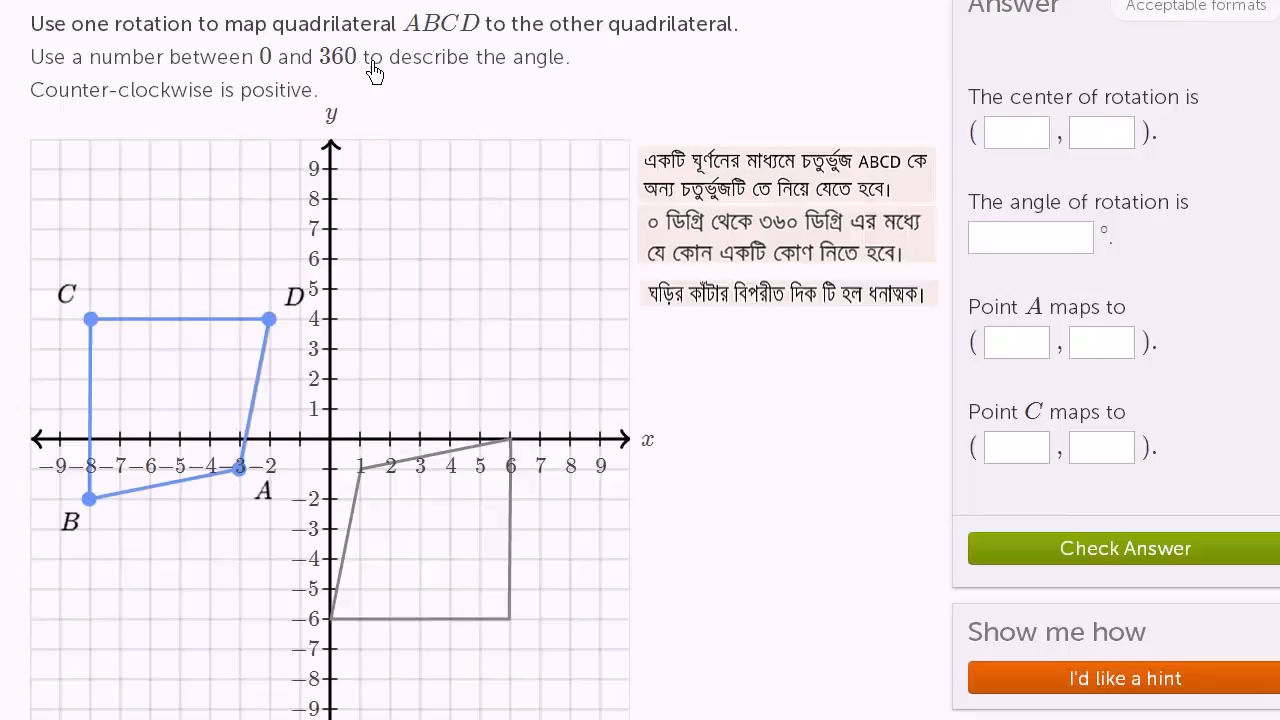 Answer
Acceptable formats
Use one rotation to map quadrilateral ABCD to the other quadrilateral.
Use a number between 0 and 360 to describe the angle.
Counter-clockwise is positive.
একটি ঘূর্ণনের মাধ্যমে চতুর্ভুজ ABCD কে
অন্য চতুর্ভুজটি তে নিয়ে যেতে হবে।
০ ডিগ্রি থেকে ৩৬০ ডিগ্রি এর মধ্যে
যে কোন একটি কোণ নিতে হবে।
ঘড়ির কাঁটার বিপরীত দিক টি হল ধনাত্মক।
y
9
8
7
6
5
4
3
2
1
C
D
−9 −8 −7 −6 −5 −4 −3 −2 1 2 3 4 5 6 7 8 9
x
A
B
−2
−3
−4
−5
−6
−7
−8
−9
The center of rotation is
( , ).
The angle of rotation is
°.
Point A maps to
( , ).
Point C maps to
( , ).
Check Answer
Show me how
I'd like a hint